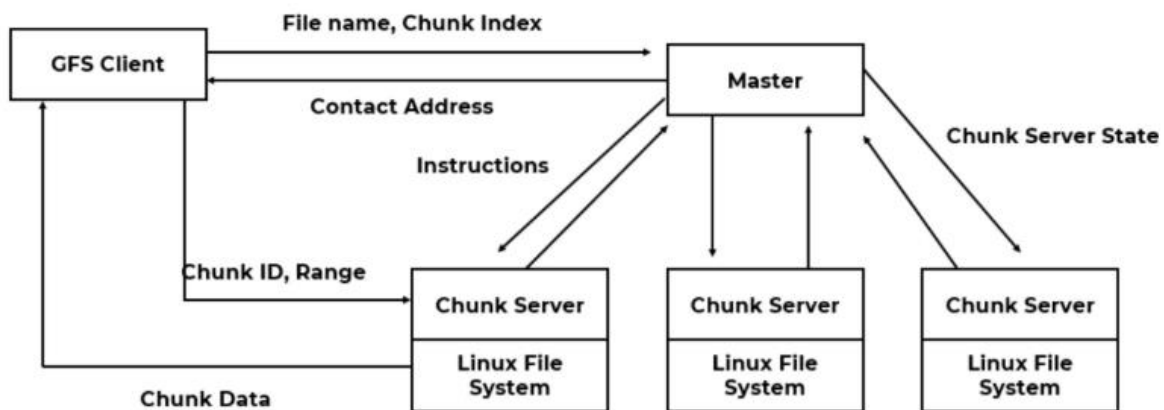 File name, Chunk Index
GFS Client
Master
Contact Address
Chunk Server State
Instructions
Chunk ID, Range
Chunk Server
Chunk Server
Chunk Server
Linux File
System
Linux File
System
Linux File
System
Chunk Data